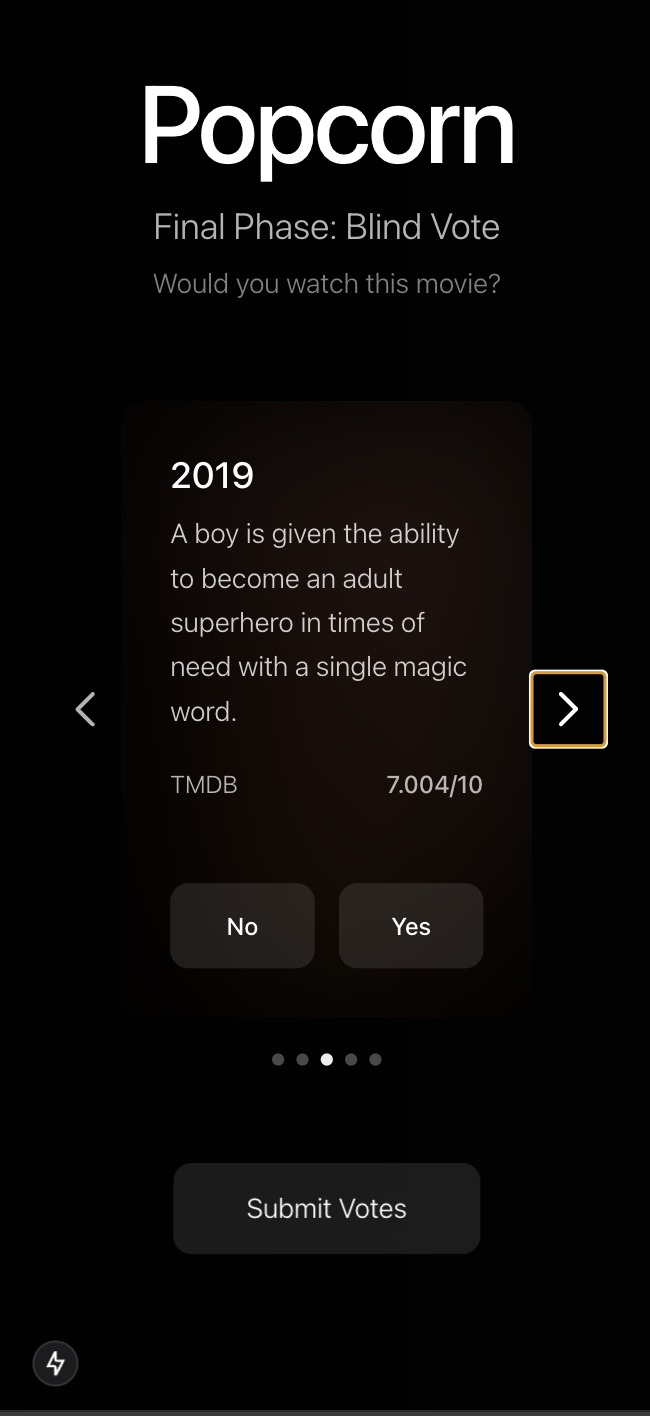 Popcorn
Final Phase: Blind Vote
Would you watch this movie?
2019
A boy is given the ability
to become an adult
superhero in times of
need with a single magic
word.
TMDB 7.004/10
No Yes
Submit Votes